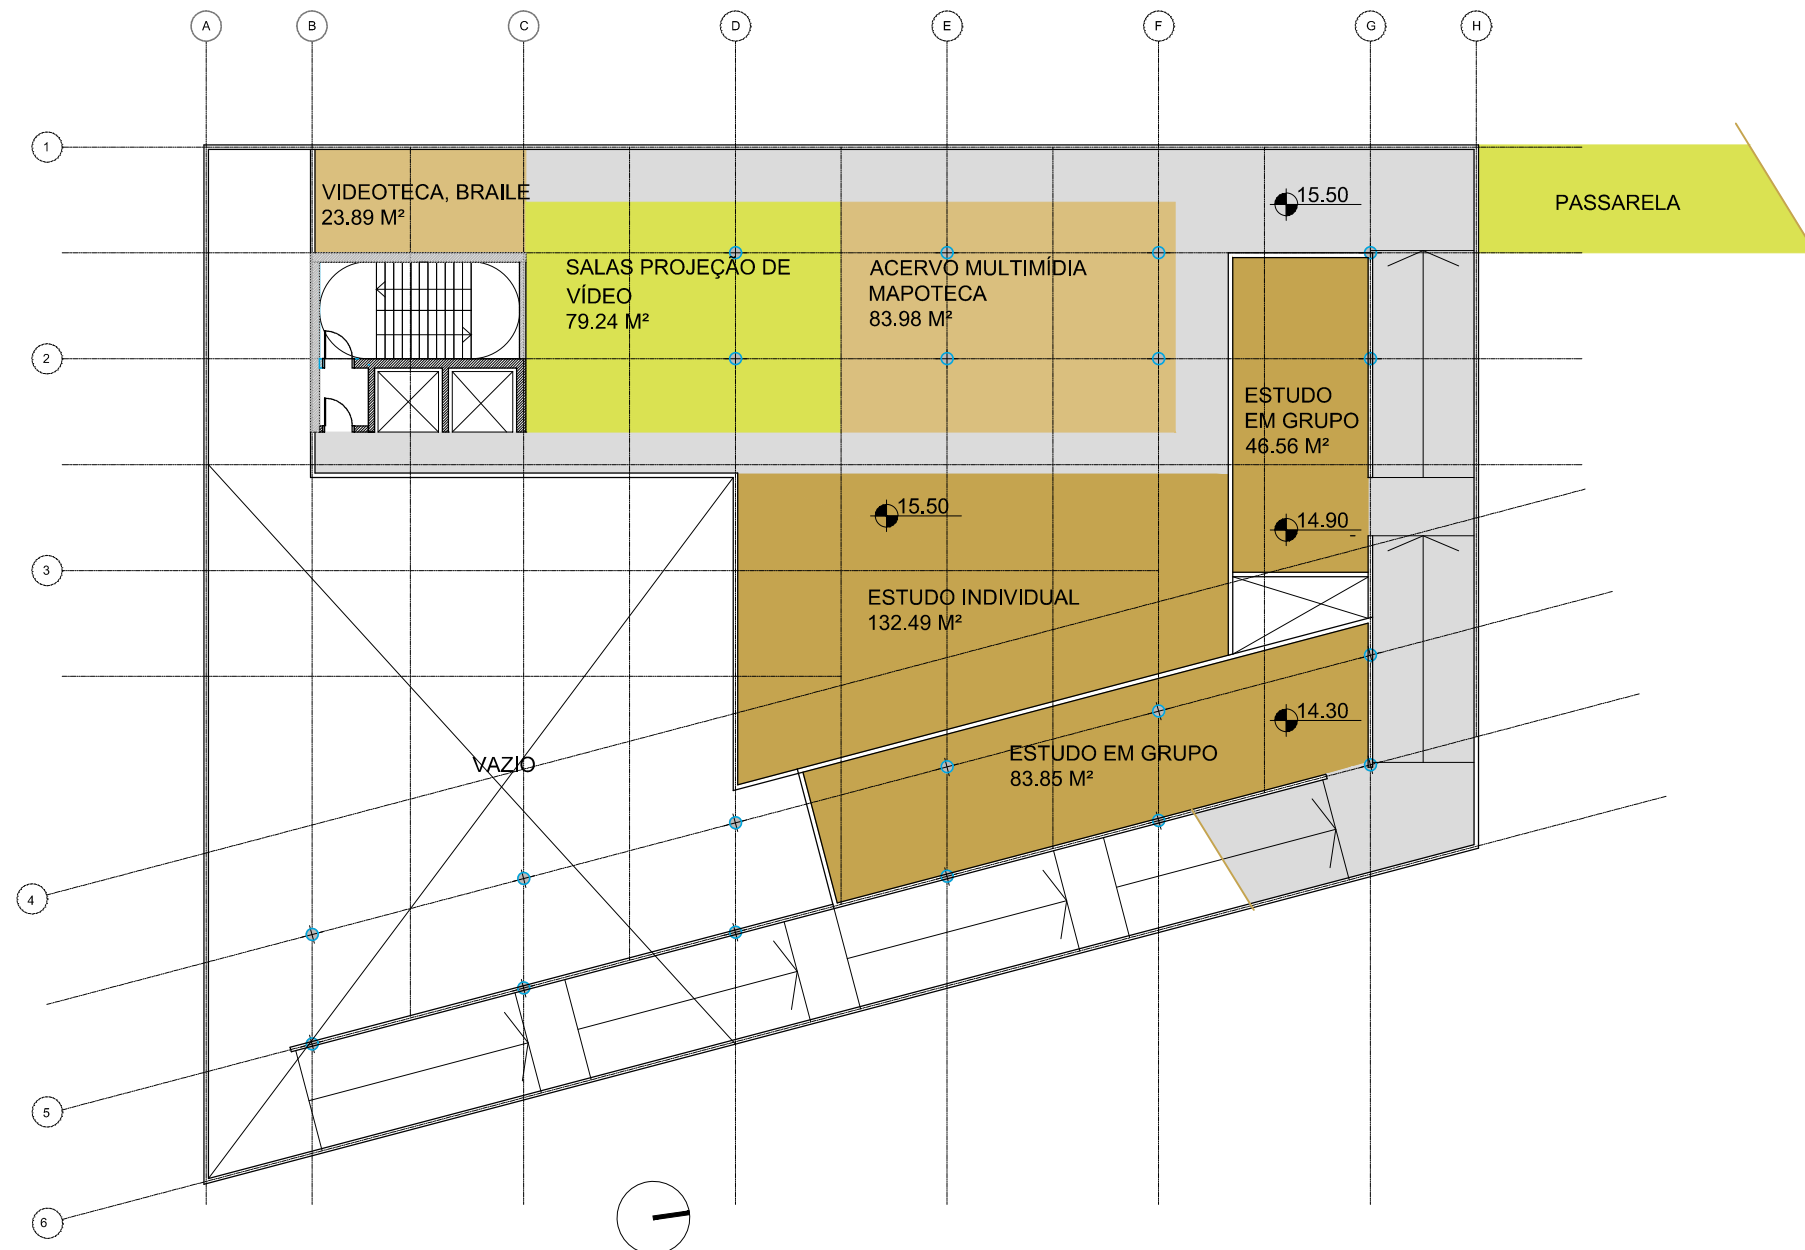 A B C D E F G H
1
VIDEOTECA, BRAILE
23.89 M²
15.50
PASSARELA
SALAS PROJEÇÃO DE
VÍDEO
79.24 M²
ACERVO MULTIMÍDIA
MAPOTECA
83.98 M²
2
ESTUDO
EM GRUPO
46.56 M²
15.50
14.90
3
ESTUDO INDIVIDUAL
132.49 M²
14.30
VAZIO
ESTUDO EM GRUPO
83.85 M²
4
5
6